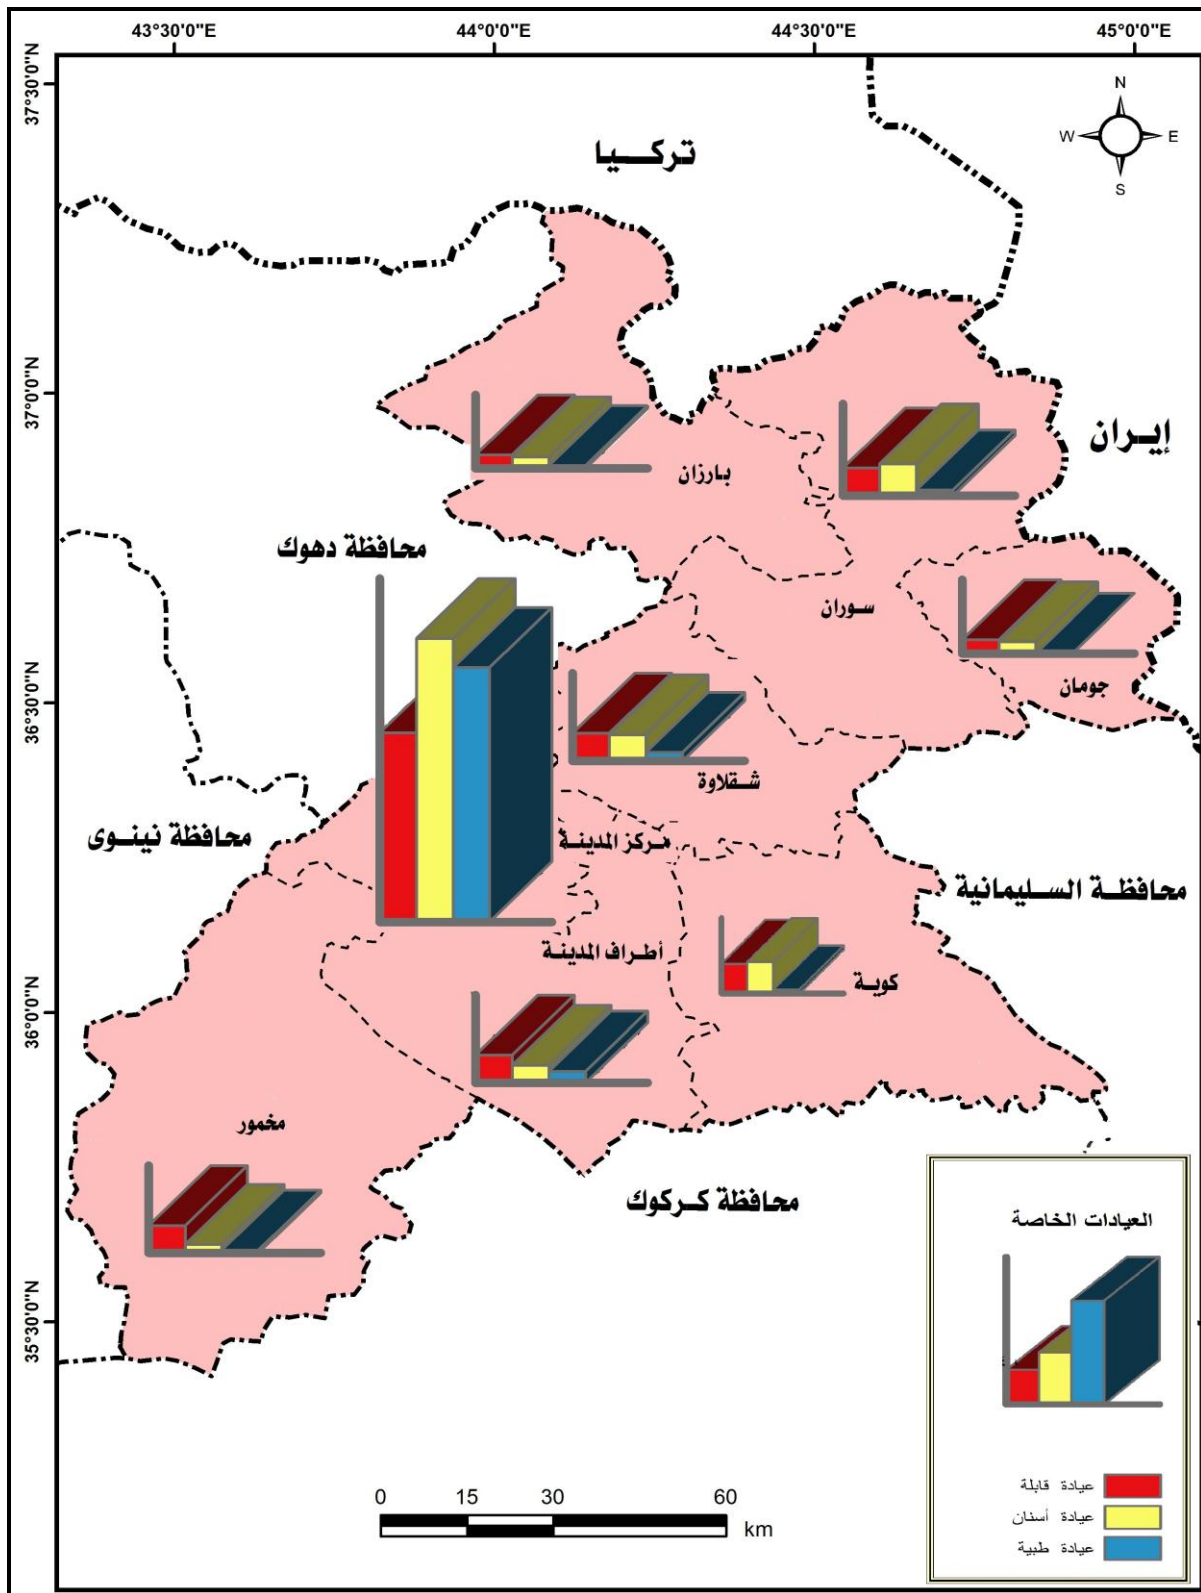 43°30'0"E 44°0'0"E 44°30'0"E 45°0'0"E
37°30'0"N
37°0'0"N
36°30'0"N
36°0'0"N
35°30'0"N
N
W E
S
تركـــيا
إيـران
بارزان
محافظة دهوك
سـوران
جومان
شـقلاوة
محافظة نينـوى
مـركز المدينـة
محافظـة السـليمانية
أطـراف المدينـة
كويـة
مخمور
محافظة كـركوك
العيادات الخاصة
عيادة قابلة
عيادة أسنان
عيادة طبية
0 15 30 60
km